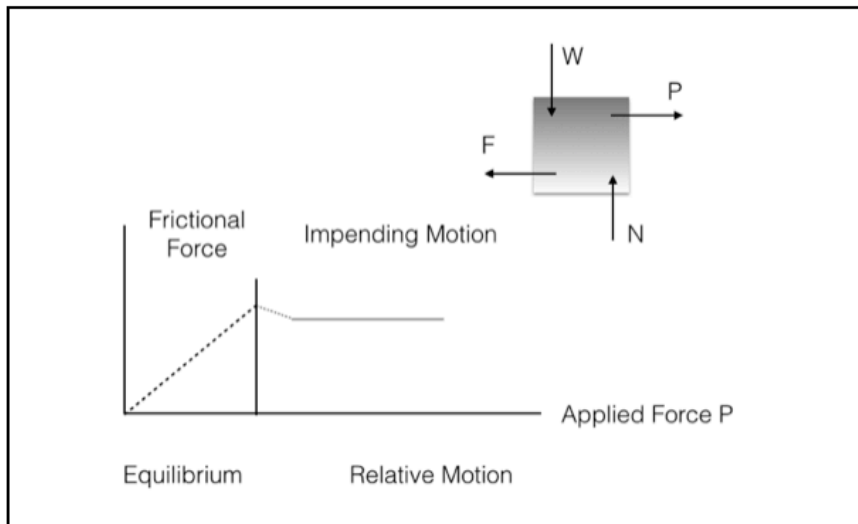 W
P
F
N
Frictional
Force
Impending Motion
Applied Force P
Equilibrium
Relative Motion